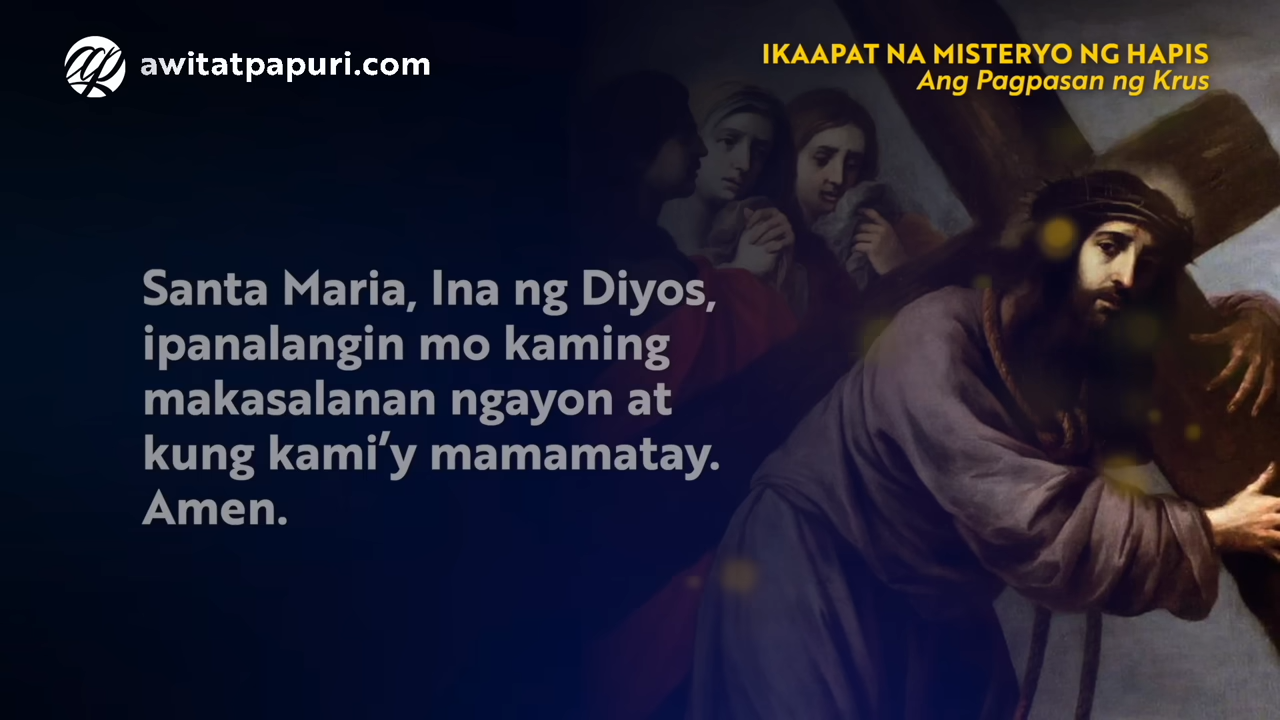 awitatpapuri.com
IKAAPAT NA MISTERYO NG HAPIS
Ang Pagpasan ng Krus
Santa Maria, Ina ng Diyos,
ipanalangin mo kaming
makasalanan ngayon at
kung kami’y mamamatay.
Amen.